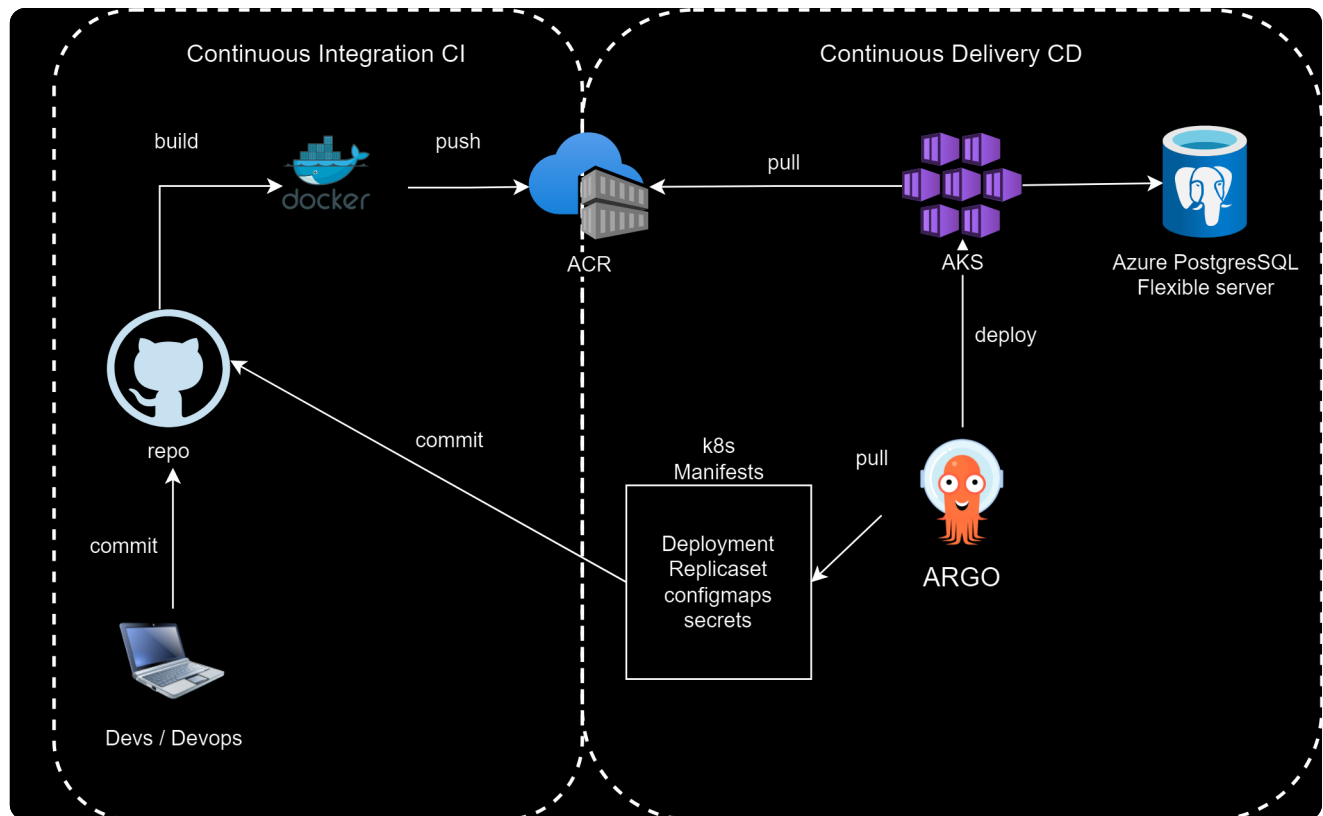 Continuous Integration CI
Continuous Delivery CD
build
docker
push
pull
ACR
AKS
Azure PostgresSQL
Flexible server
deploy
repo
commit
k8s
Manifests
pull
Deployment
Replicaset
configmaps
secrets
ARGO
commit
Devs / Devops